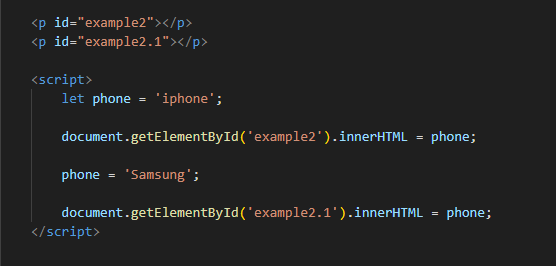 <p id="example2"></p>
<p id="example2.1"></p>
<script>
let phone = 'iphone';
document.getElementById('example2').innerHTML = phone;
phone = 'Samsung';
document.getElementById('example2.1').innerHTML = phone;
</script>